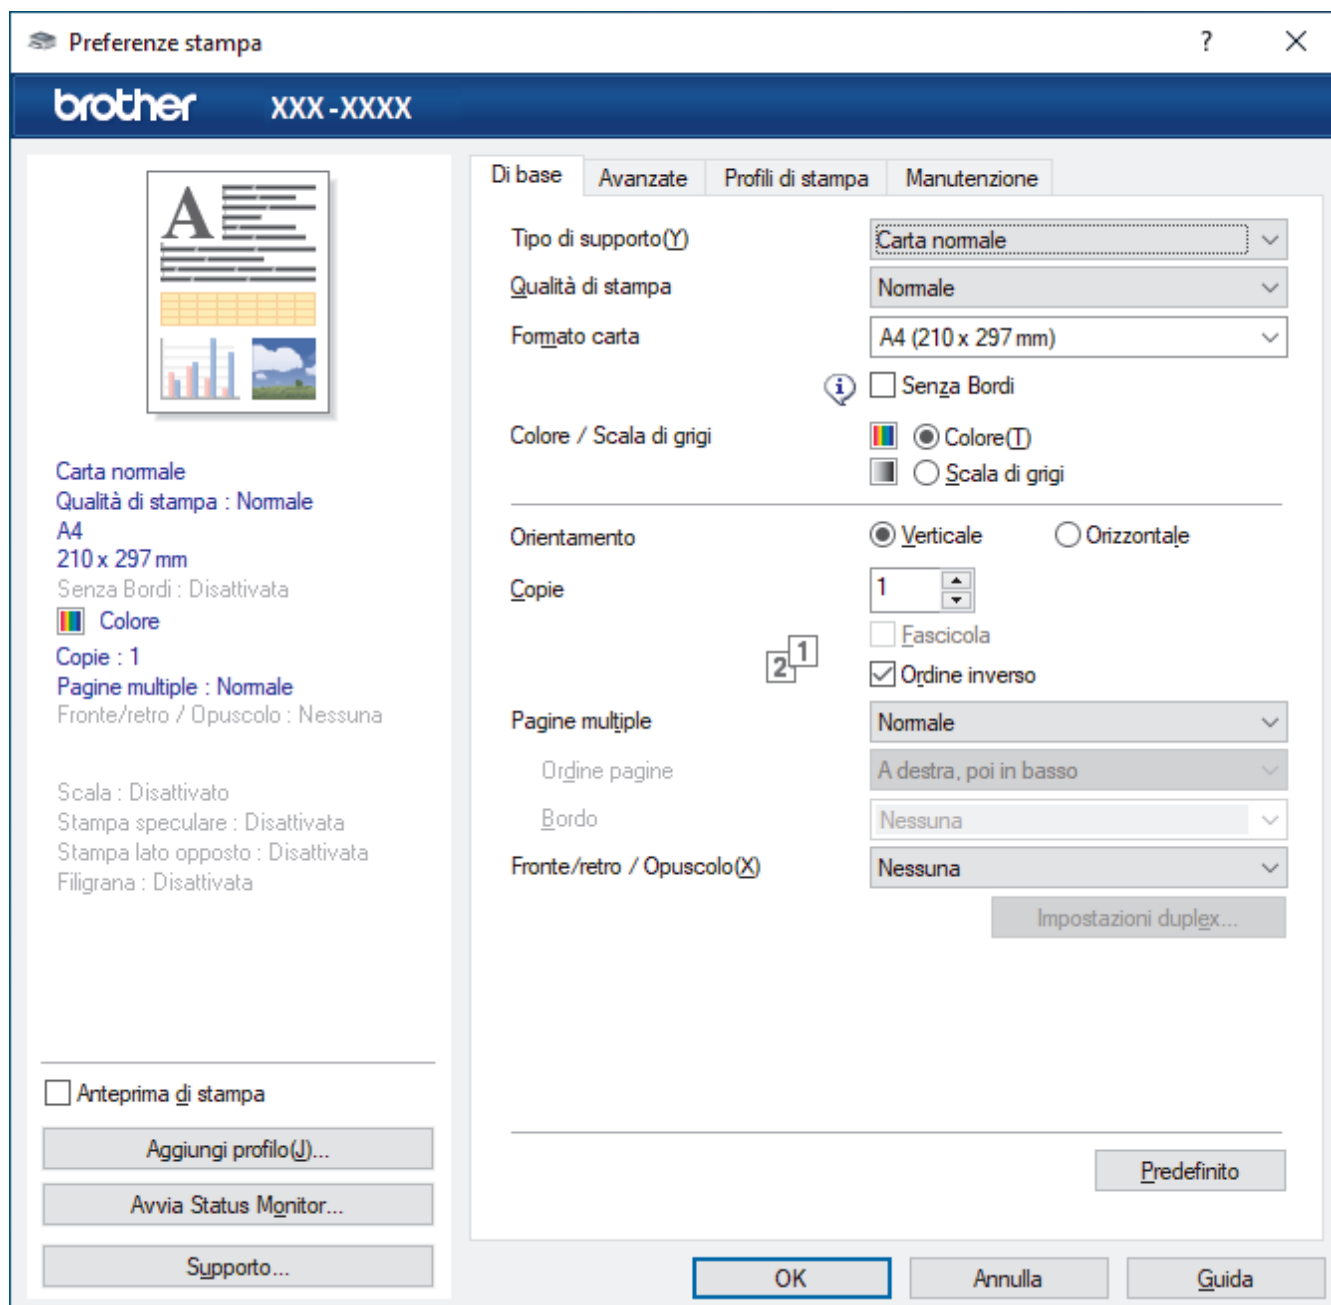 Preferenze stampa
?
brother XXX-XXXX
Di base Avanzate Profili di stampa Manutenzione
A
Carta normale
Qualità di stampa : Normale
A4
210 x 297 mm
Senza Bordi : Disattivata
Colore
Copie : 1
Pagine multiple : Normale
Fronte/retro / Opuscolo : Nessuna
Scala : Disattivato
Stampa speculare : Disattivata
Stampa lato opposto : Disattivata
Filigrana : Disattivata
Anteprima di stampa
Aggiungi profilo(J)...
Avvia Status Monitor...
Supporto...
Tipo di supporto(Y) Carta normale
Qualità di stampa Normale
Formato carta A4 (210 x 297 mm)
i Senza Bordi
Colore / Scala di grigi Colore(T)
Scala di grigi
Orientamento Verticale Orizzontale
Copie 1
Fascicola
2 1
Ordine inverso
Pagine multiple Normale
Ordine pagine A destra, poi in basso
Bordo Nessuna
Fronte/retro / Opuscolo(X) Nessuna
Impostazioni duplex...
Predefinito
OK Annulla Guida